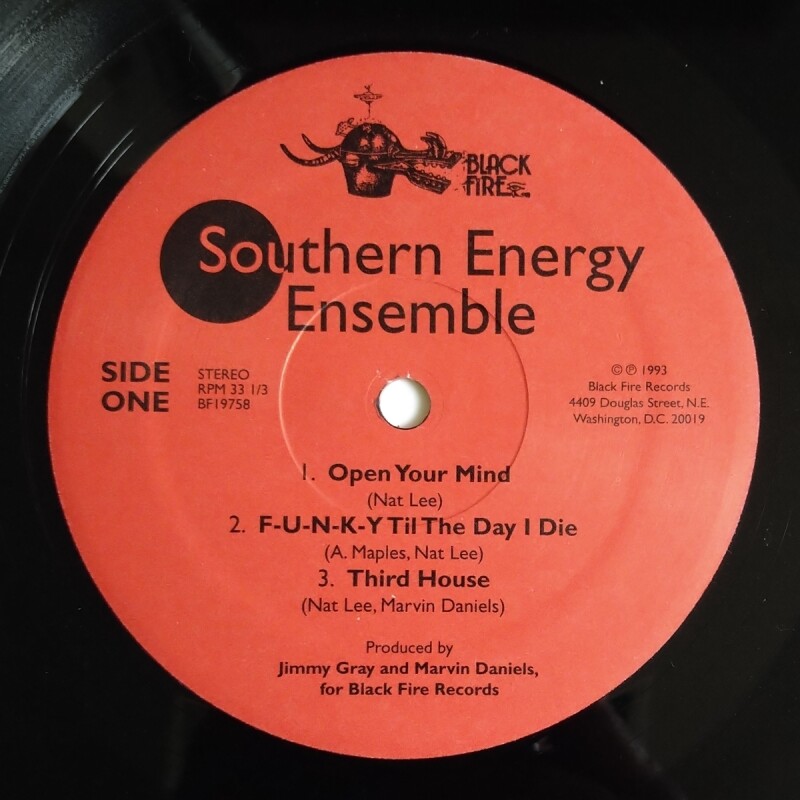 BLACK
FIRE
Southern Energy
Ensemble
SIDE
ONE
STEREO
RPM 33 1/3
BF19758
© ℗ 1993
Black Fire Records
4409 Douglas Street, N.E.
Washington, D.C. 20019
1. Open Your Mind
(Nat Lee)
2. F-U-N-K-Y Til The Day I Die
(A. Maples, Nat Lee)
3. Third House
(Nat Lee, Marvin Daniels)
Produced by
Jimmy Gray and Marvin Daniels,
for Black Fire Records